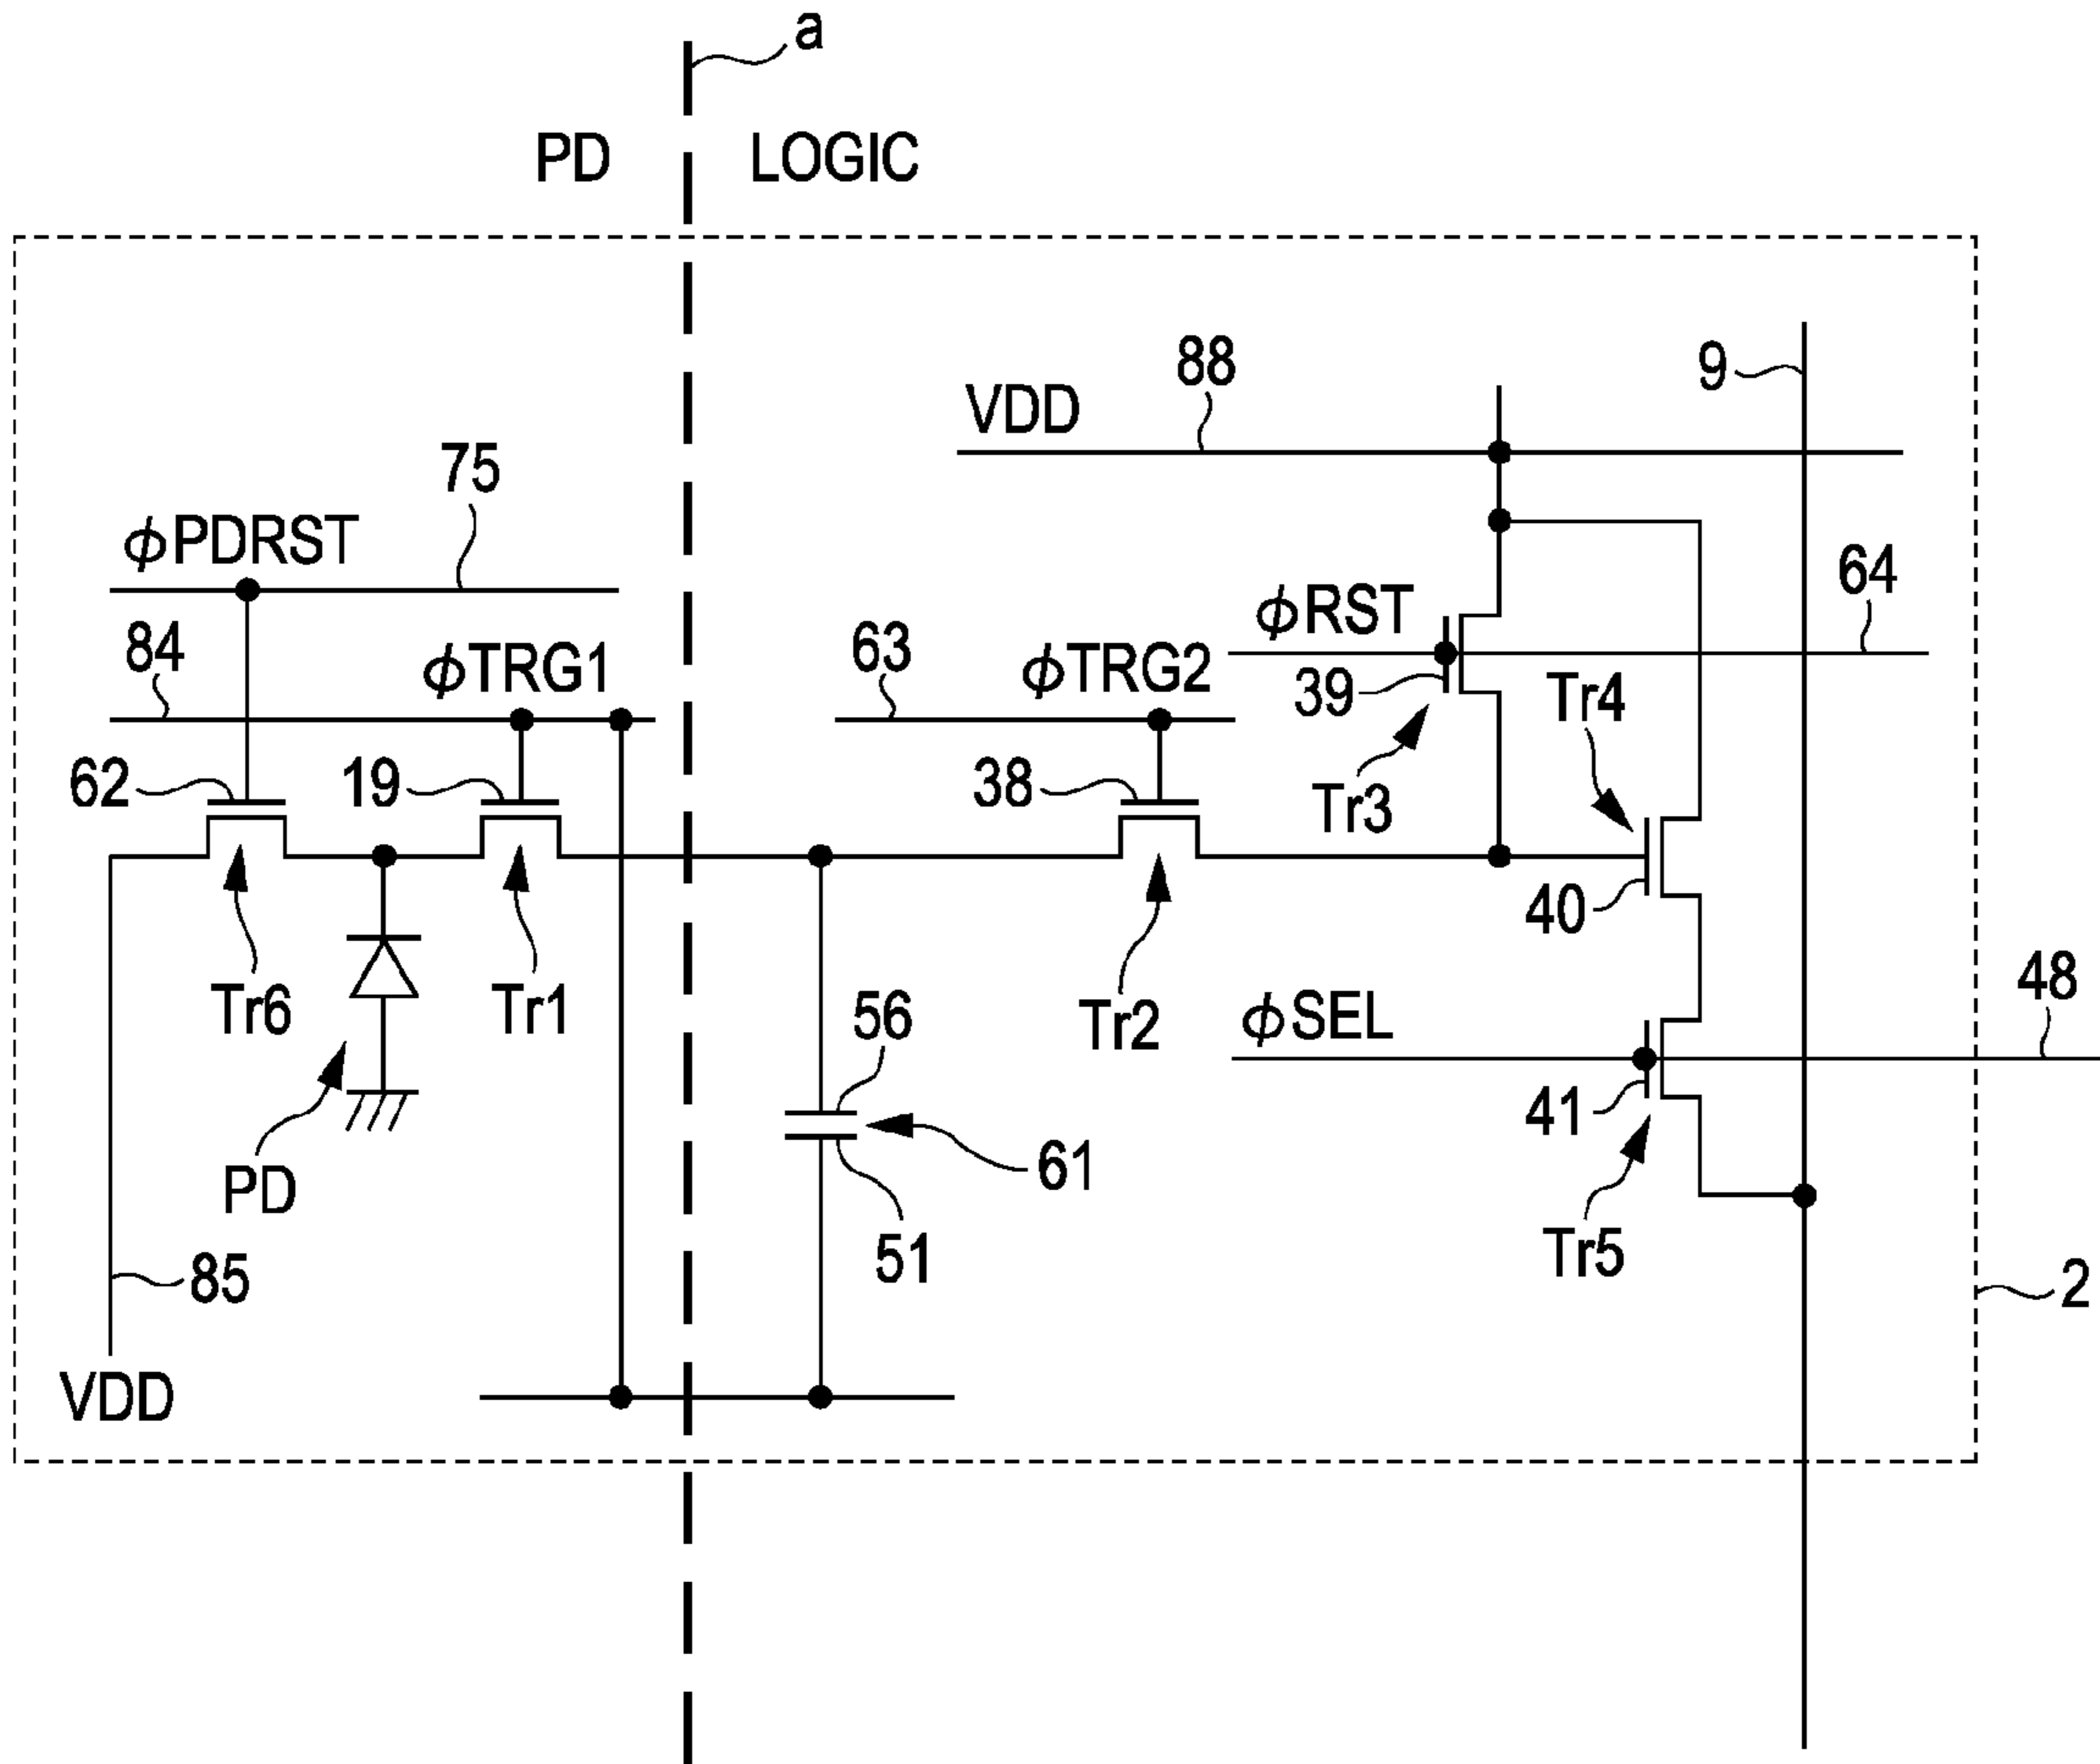 a
PD LOGIC
88
9
VDD
75
φPDRST
64
φRST
84
φTRG1
63
φTRG2
39
Tr4
62
19
38
Tr3
40
Tr6
Tr1
56
Tr2
φSEL
48
41
61
PD
51
Tr5
85
2
VDD